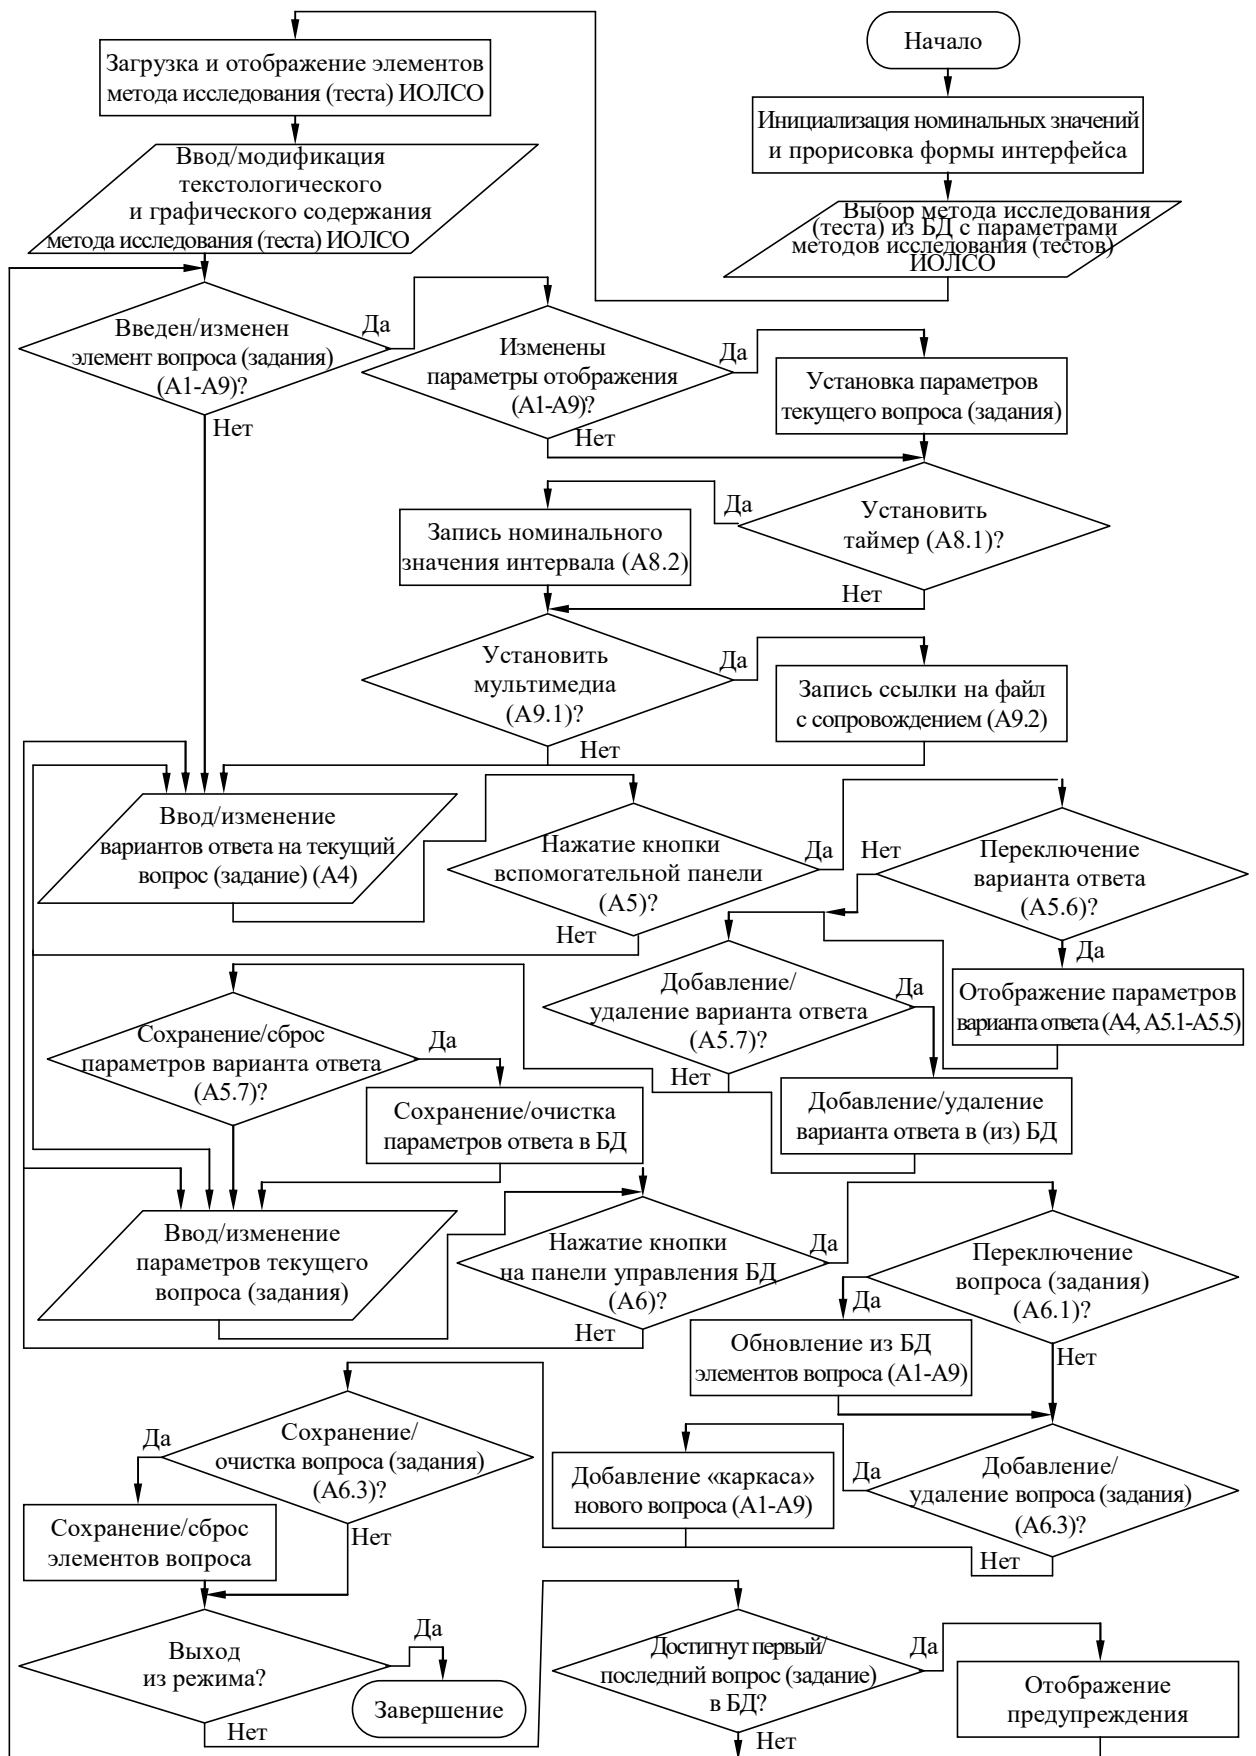 Начало
Загрузка и отображение элементов
метода исследования (теста) ИОЛСО
Инициализация номинальных значений
и прорисовка формы интерфейса
Ввод/модификация
текстологического
и графического содержания
метода исследования (теста) ИОЛСО
Выбор метода исследования
(теста) из БД с параметрами
методов исследования (тестов)
ИОЛСО
Введен/изменен
элемент вопроса (задания)
(А1-А9)?
Да
Нет
Изменены
параметры отображения
(А1-А9)?
Да
Нет
Установка параметров
текущего вопроса (задания)
Установить
таймер (А8.1)?
Да
Нет
Запись номинального
значения интервала (А8.2)
Установить
мультимедиа
(А9.1)?
Да
Нет
Запись ссылки на файл
с сопровождением (А9.2)
Ввод/изменение
вариантов ответа на текущий
вопрос (задание) (А4)
Нажатие кнопки
вспомогательной панели
(А5)?
Да
Нет
Переключение
варианта ответа
(А5.6)?
Нет
Да
Отображение параметров
варианта ответа (А4, А5.1-А5.5)
Добавление/
удаление варианта ответа
(А5.7)?
Да
Нет
Добавление/удаление
варианта ответа в (из) БД
Сохранение/сброс
параметров варианта ответа
(А5.7)?
Да
Сохранение/очистка
параметров ответа в БД
Ввод/изменение
параметров текущего
вопроса (задания)
Нажатие кнопки
на панели управления БД
(А6)?
Да
Нет
Переключение
вопроса (задания)
(А6.1)?
Да
Нет
Обновление из БД
элементов вопроса (А1-А9)
Добавление/
удаление вопроса (задания)
(А6.3)?
Да
Нет
Добавление «каркаса»
нового вопроса (А1-А9)
Сохранение/
очистка вопроса (задания)
(А6.3)?
Да
Нет
Сохранение/сброс
элементов вопроса
Выход
из режима?
Да
Нет
Завершение
Достигнут первый/
последний вопрос (задание)
в БД?
Да
Нет
Отображение
предупреждения